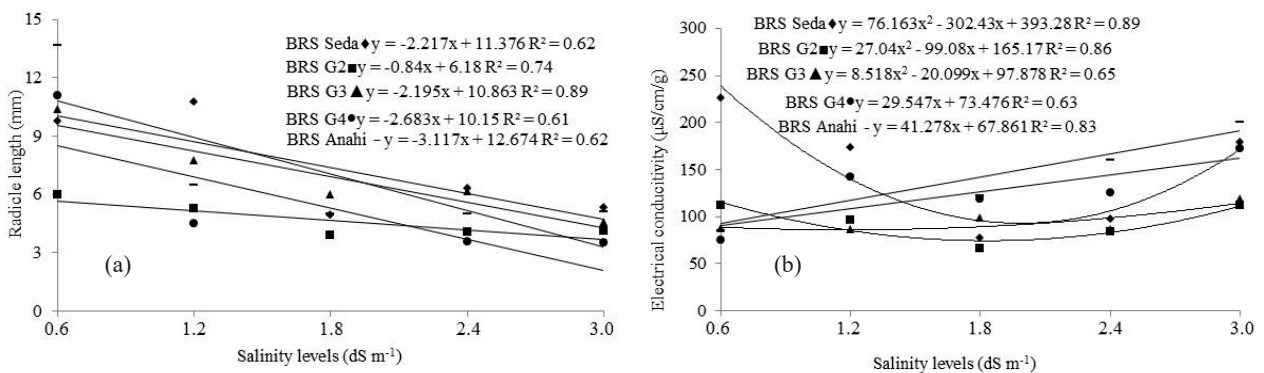 15
12
9
6
3
0
Radicle length (mm)
BRS Seda ◆ y = -2.217x + 11.376 R² = 0.62
BRS G2 ■ y = -0.84x + 6.18 R² = 0.74
BRS G3 ▲ y = -2.195x + 10.863 R² = 0.89
BRS G4 ● y = -2.683x + 10.15 R² = 0.61
BRS Anahi - y = -3.117x + 12.674 R² = 0.62
(a)
0.6 1.2 1.8 2.4 3.0
Salinity levels (dS m⁻¹)
300
250
200
150
100
50
0
Electrical conductivity (µS/cm/g)
BRS Seda ◆ y = 76.163x² - 302.43x + 393.28 R² = 0.89
BRS G2 ■ y = 27.04x² - 99.08x + 165.17 R² = 0.86
BRS G3 ▲ y = 8.518x² - 20.099x + 97.878 R² = 0.65
BRS G4 ● y = 29.547x + 73.476 R² = 0.63
BRS Anahi - y = 41.278x + 67.861 R² = 0.83
(b)
0.6 1.2 1.8 2.4 3.0
Salinity levels (dS m⁻¹)